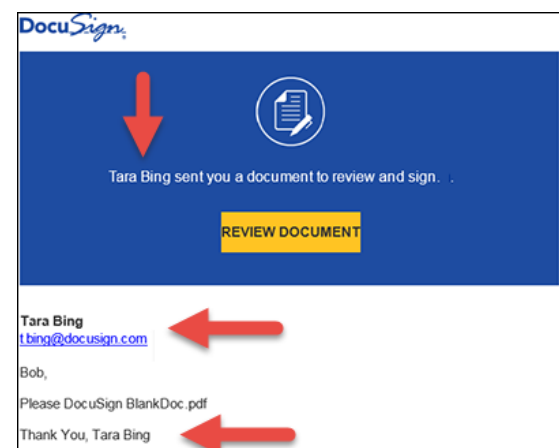 DocuSign
Tara Bing sent you a document to review and sign. .
REVIEW DOCUMENT
Tara Bing
t.bing@docusign.com
Bob,
Please DocuSign BlankDoc.pdf
Thank You, Tara Bing